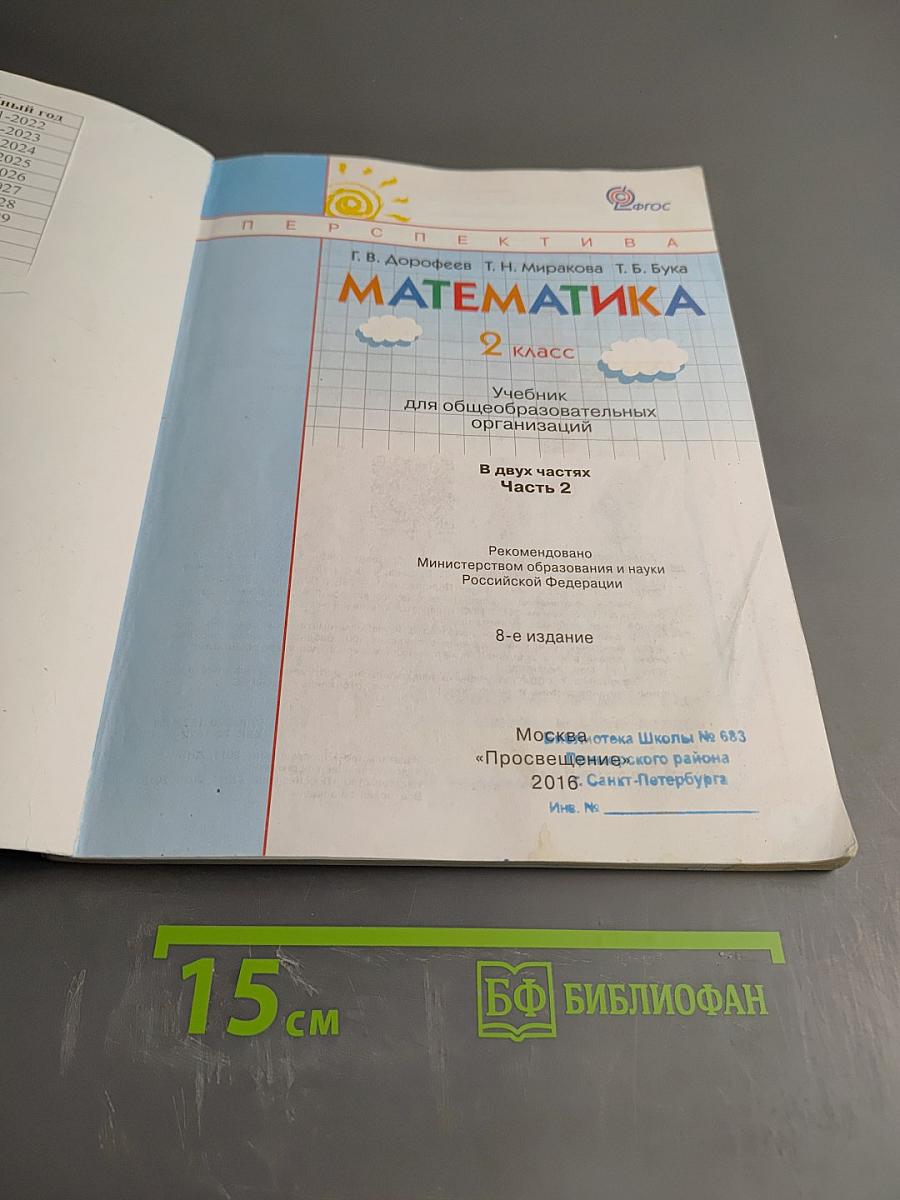 ный год
1-2022
-2023
2024
2025
026
027
28
9
ФГОС
ПЕРСПЕКТИВА
Г. В. Дорофеев Т. Н. Миракова Т. Б. Бука
МАТЕМАТИКА
2 класс
Учебник
для общеобразовательных
организаций
В двух частях
Часть 2
Рекомендовано
Министерством образования и науки
Российской Федерации
8-е издание
Москва
«Просвещение»
2016
Библиотека Школы № 683
района
г. Санкт-Петербурга
Инв. №
15 см
БФ БИБЛИОФАН